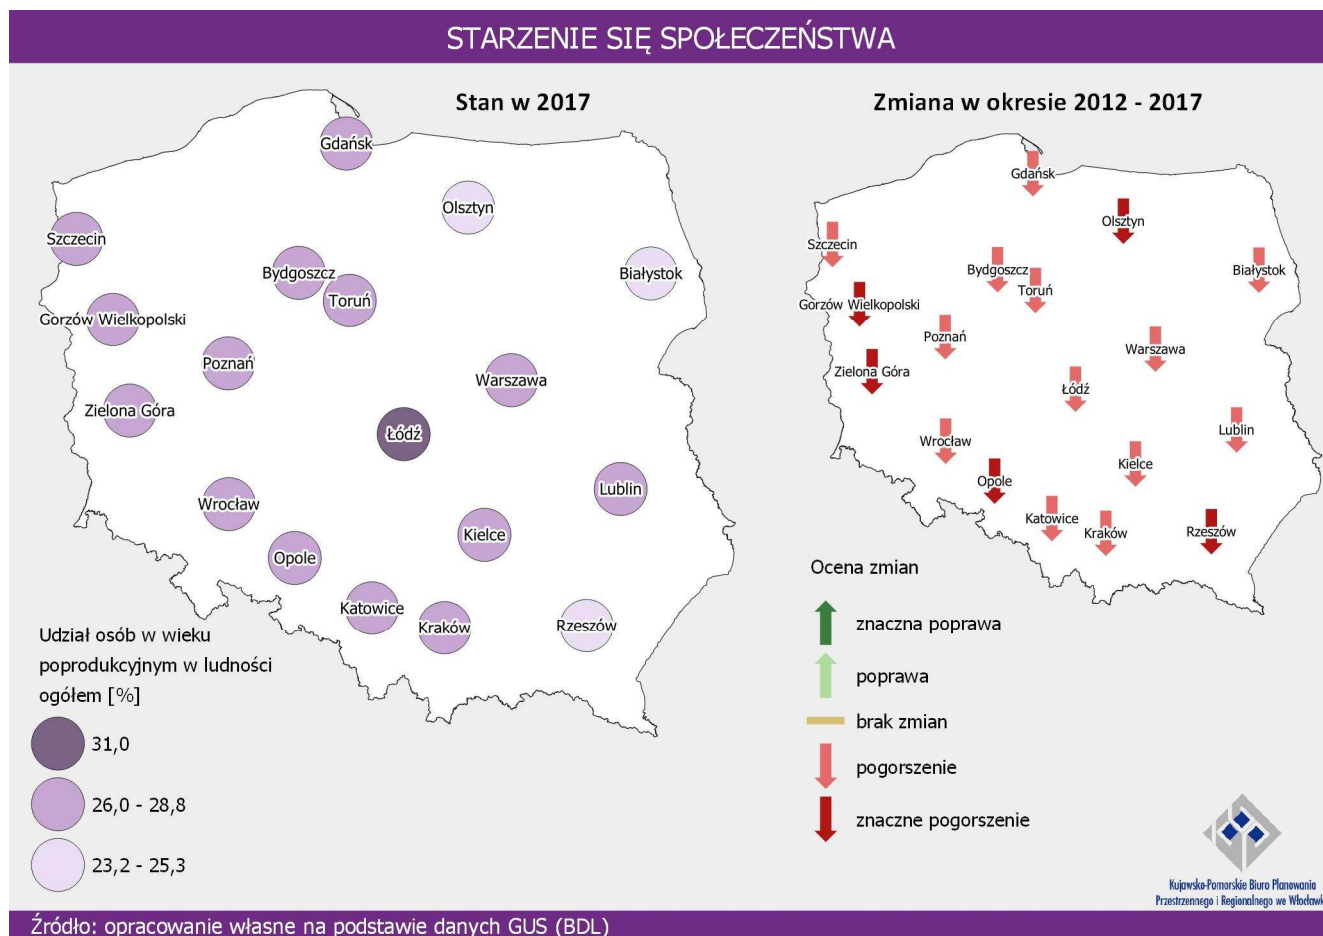 STARZENIE SIĘ SPOŁECZEŃSTWA
Stan w 2017
Gdańsk
Olsztyn
Szczecin
Bydgoszcz
Białystok
Toruń
Gorzów Wielkopolski
Poznań
Warszawa
Zielona Góra
Łódź
Lublin
Wrocław
Kielce
Opole
Katowice
Kraków
Rzeszów
Udział osób w wieku
poprodukcyjnym w ludności
ogółem [%]
31,0
26,0 - 28,8
23,2 - 25,3
Zmiana w okresie 2012 - 2017
Gdańsk
Olsztyn
Szczecin
Bydgoszcz
Białystok
Toruń
Gorzów Wielkopolski
Poznań
Warszawa
Zielona Góra
Łódź
Lublin
Wrocław
Kielce
Opole
Katowice
Kraków
Rzeszów
Ocena zmian
znaczna poprawa
poprawa
brak zmian
pogorszenie
znaczne pogorszenie
Kujawsko-Pomorskie Biuro Planowania
Przestrzennego i Regionalnego we Włocławk
Źródło: opracowanie własne na podstawie danych GUS (BDL)